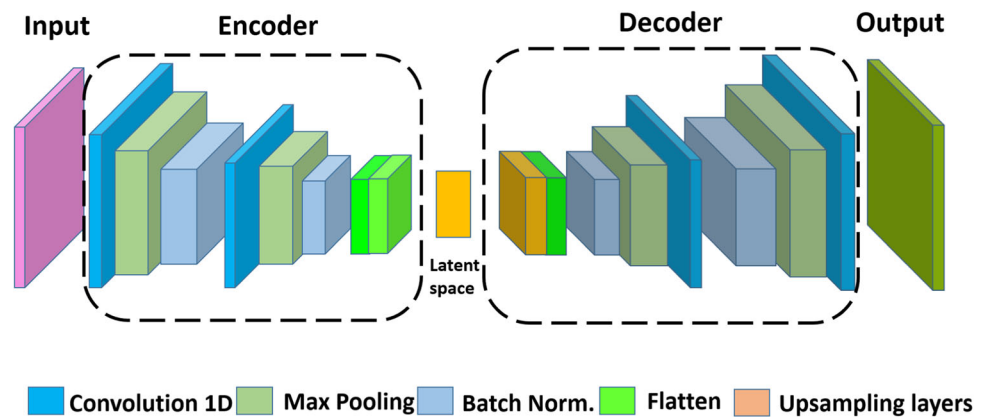 Input
Encoder
Decoder
Output
Latent
space
Convolution 1D
Max Pooling
Batch Norm.
Flatten
Upsampling layers